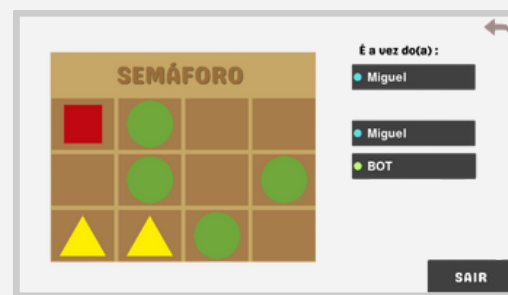 SEMÁFORO
É a vez do(a) :
Miguel
Miguel
BOT
SAIR